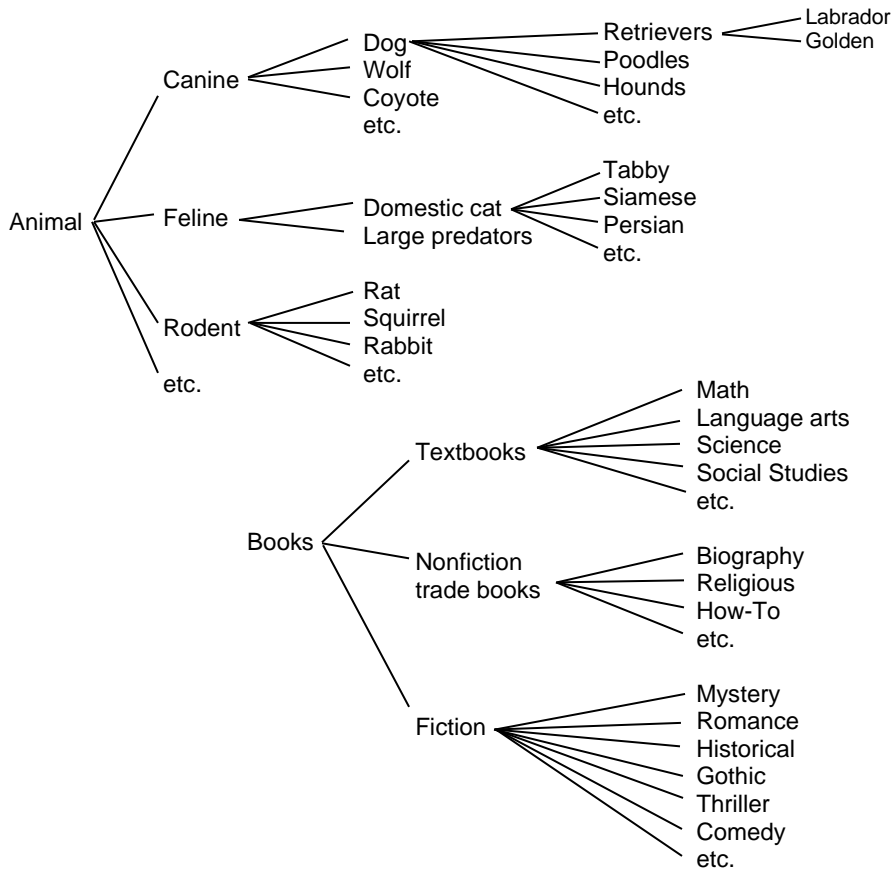 Animal
Canine
Dog
Wolf
Coyote
etc.
Retrievers
Poodles
Hounds
etc.
Labrador
Golden
Feline
Domestic cat
Large predators
Tabby
Siamese
Persian
etc.
Rodent
Rat
Squirrel
Rabbit
etc.
etc.
Books
Textbooks
Math
Language arts
Science
Social Studies
etc.
Nonfiction
trade books
Biography
Religious
How-To
etc.
Fiction
Mystery
Romance
Historical
Gothic
Thriller
Comedy
etc.